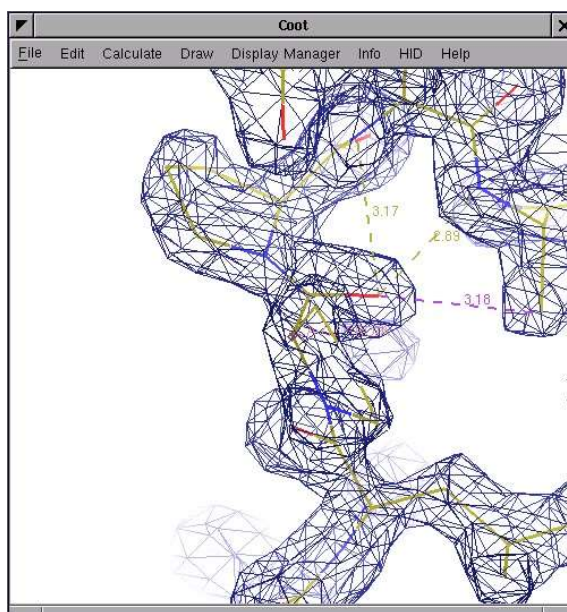 Coot
File Edit Calculate Draw Display Manager Info HID Help
3.17
2.89
3.18